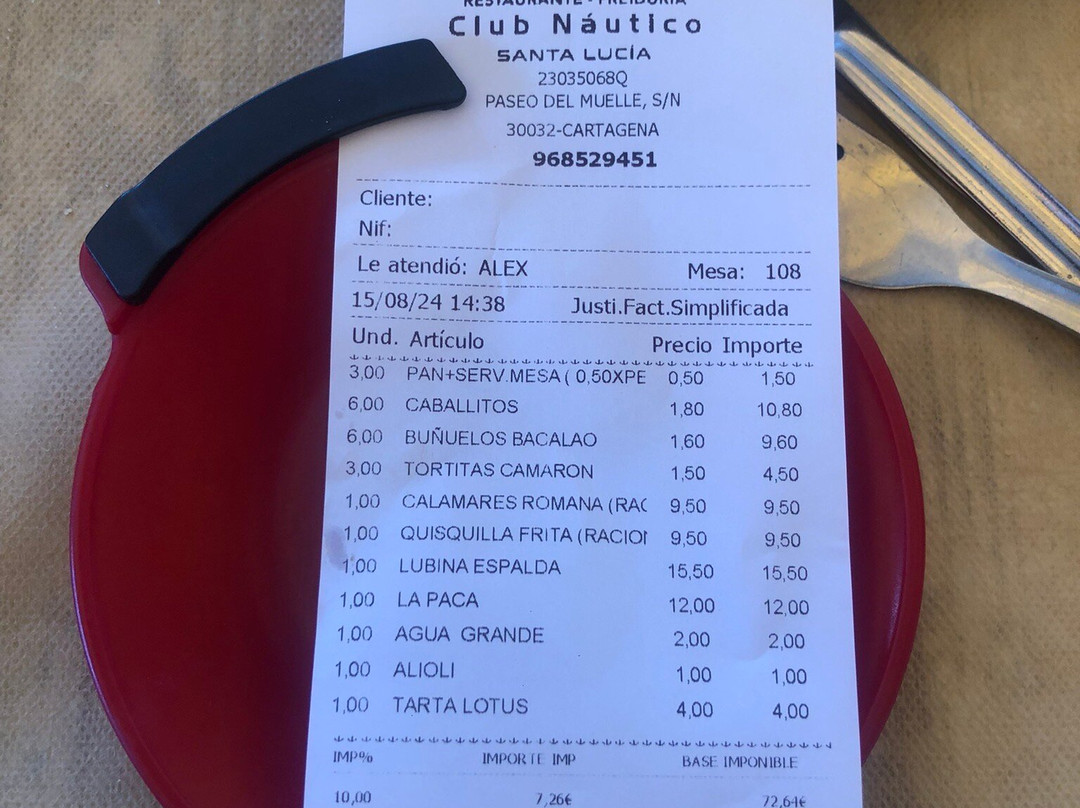 RESTAURANTE - FREIDURIA
Club Náutico
SANTA LUCÍA
23035068Q
PASEO DEL MUELLE, S/N
30032-CARTAGENA
968529451
Cliente:
Nif:
Le atendió: ALEX Mesa: 108
15/08/24 14:38 Justi.Fact.Simplificada
Und. Artículo Precio Importe
3,00 PAN+SERV.MESA ( 0,50XPE 0,50 1,50
6,00 CABALLITOS 1,80 10,80
6,00 BUÑUELOS BACALAO 1,60 9,60
3,00 TORTITAS CAMARON 1,50 4,50
1,00 CALAMARES ROMANA (RAC 9,50 9,50
1,00 QUISQUILLA FRITA (RACION 9,50 9,50
1,00 LUBINA ESPALDA 15,50 15,50
1,00 LA PACA 12,00 12,00
1,00 AGUA GRANDE 2,00 2,00
1,00 ALIOLI 1,00 1,00
1,00 TARTA LOTUS 4,00 4,00
IMP% IMPORTE IMP BASE IMPONIBLE
10,00 7,26€ 72,64€